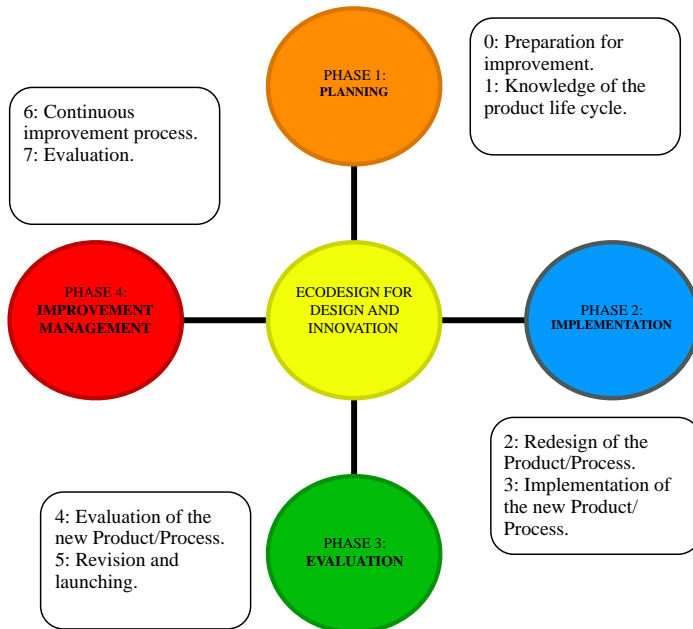 PHASE 1:
PLANNING
0: Preparation for
improvement.
1: Knowledge of the
product life cycle.
6: Continuous
improvement process.
7: Evaluation.
PHASE 4:
IMPROVEMENT
MANAGEMENT
ECODESIGN FOR
DESIGN AND
INNOVATION
PHASE 2:
IMPLEMENTATION
2: Redesign of the
Product/Process.
3: Implementation of
the new Product/
Process.
4: Evaluation of the
new Product/Process.
5: Revision and
launching.
PHASE 3:
EVALUATION